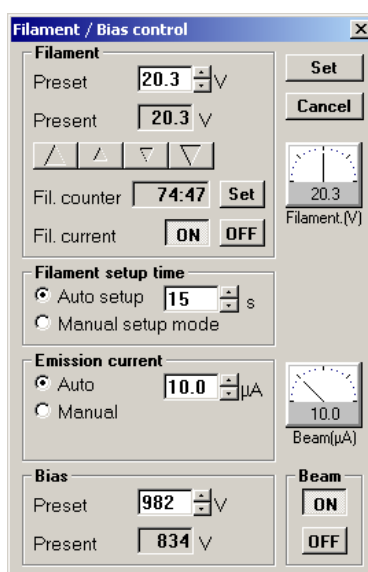 Filament / Bias control
Filament
Preset 20.3 V
Present 20.3 V
Fil. counter 74:47 Set
Fil. current ON OFF
Set
Cancel
20.3
Filament.(V)
Filament setup time
Auto setup 15 s
Manual setup mode
Emission current
Auto 10.0 µA
Manual
10.0
Beam(µA)
Bias
Preset 982 V
Present 834 V
Beam
ON
OFF